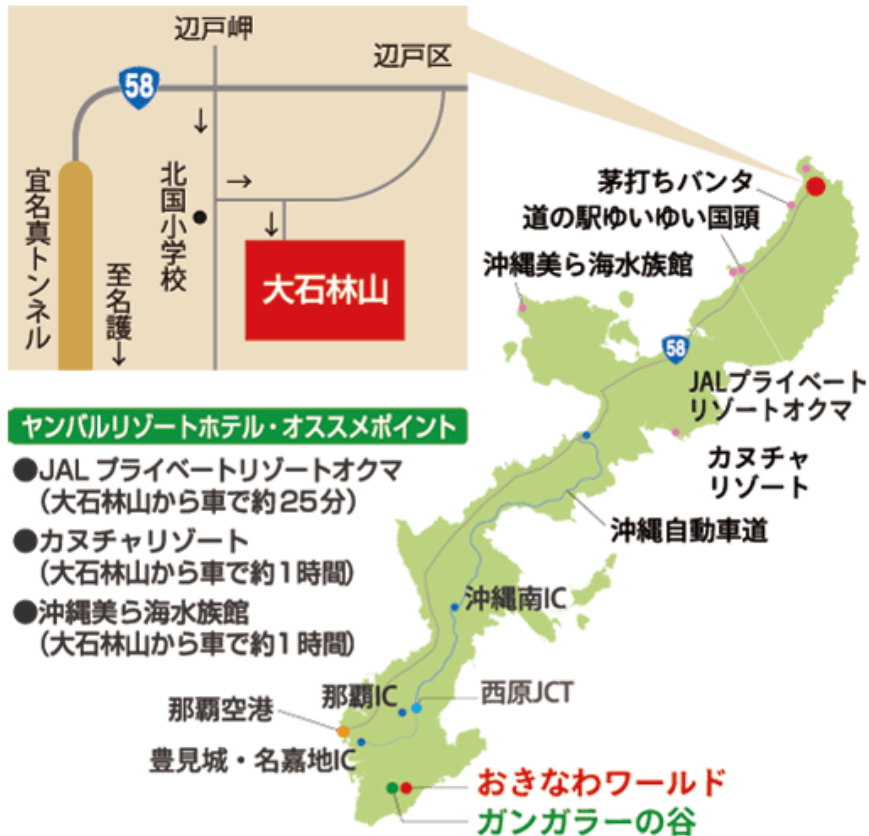 辺戸岬
辺戸区
58
↓
宜名真トンネル
至名護↓
北国小学校
→
↓
大石林山
ヤンバルリゾートホテル・オススメポイント
●JAL プライベートリゾートオクマ
(大石林山から車で約25分)
●カヌチャリゾート
(大石林山から車で約1時間)
●沖縄美ら海水族館
(大石林山から車で約1時間)
茅打ちバンタ
道の駅ゆいゆい国頭
沖縄美ら海水族館
58
JALプライベート
リゾートオクマ
カヌチャ
リゾート
沖縄自動車道
沖縄南IC
那覇IC
西原JCT
那覇空港
豊見城・名嘉地IC
おきなわワールド
ガンガラーの谷